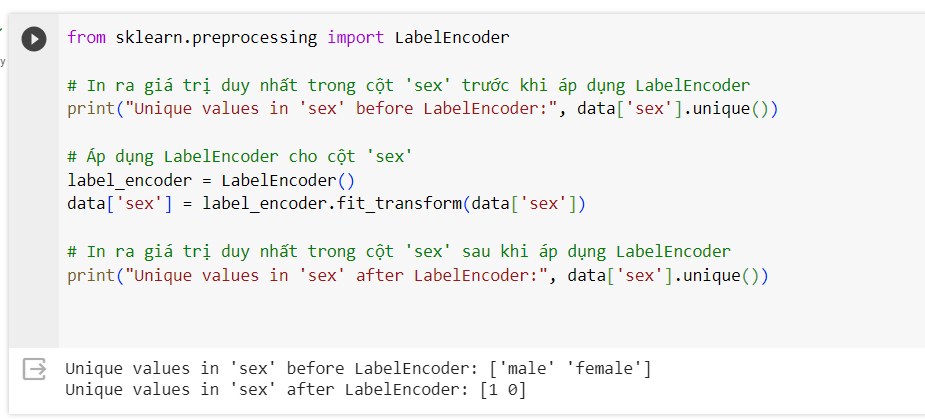 from sklearn.preprocessing import LabelEncoder
# In ra giá trị duy nhất trong cột 'sex' trước khi áp dụng LabelEncoder
print("Unique values in 'sex' before LabelEncoder:", data['sex'].unique())
# Áp dụng LabelEncoder cho cột 'sex'
label_encoder = LabelEncoder()
data['sex'] = label_encoder.fit_transform(data['sex'])
# In ra giá trị duy nhất trong cột 'sex' sau khi áp dụng LabelEncoder
print("Unique values in 'sex' after LabelEncoder:", data['sex'].unique())
Unique values in 'sex' before LabelEncoder: ['male' 'female']
Unique values in 'sex' after LabelEncoder: [1 0]